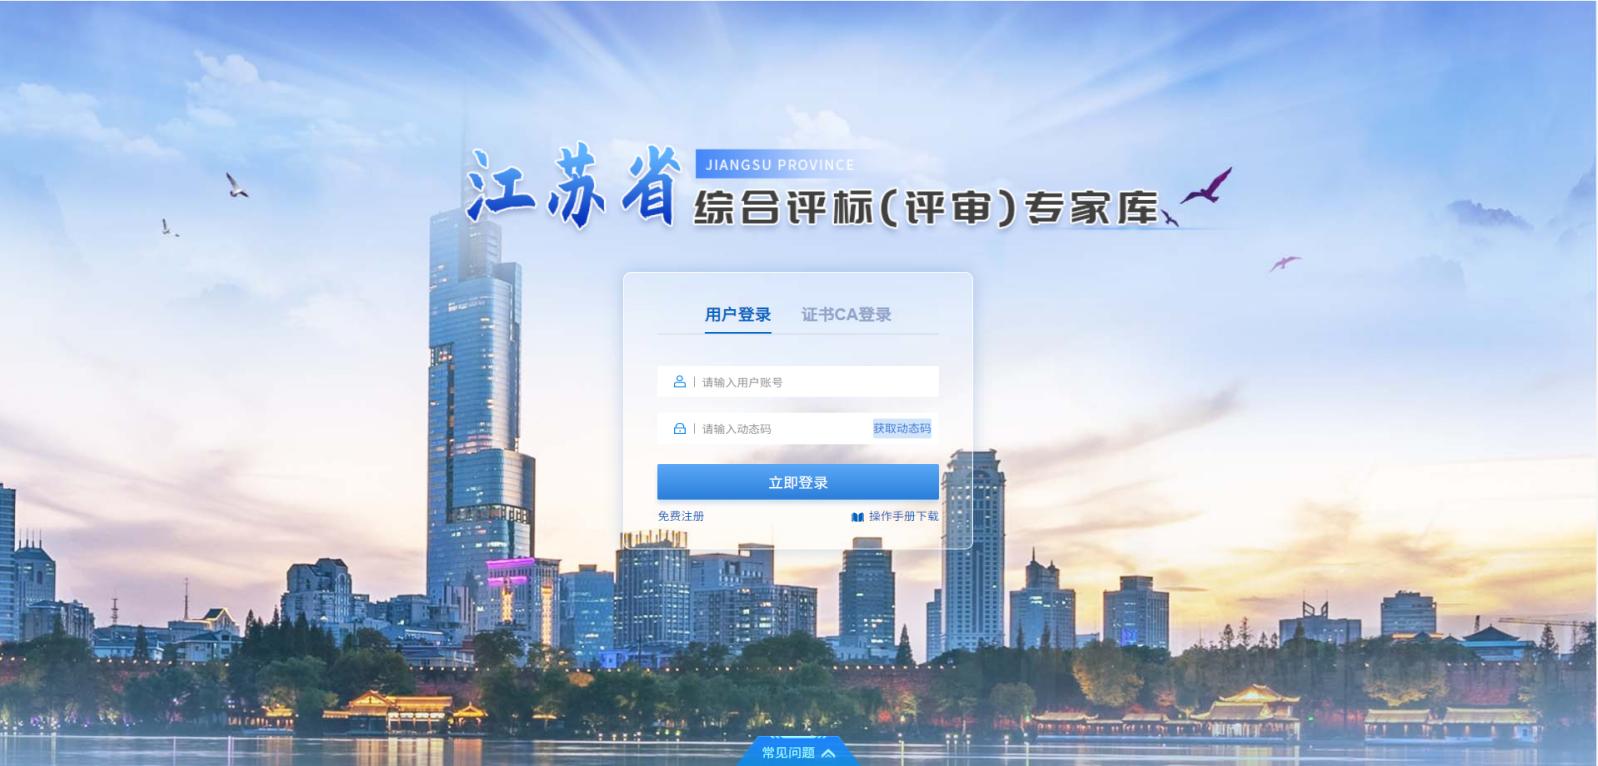 江苏省
JIANGSU PROVINCE
综合评标(评审)专家库
用户登录 证书CA登录
请输入用户账号
请输入动态码 获取动态码
立即登录
免费注册 操作手册下载
常见问题